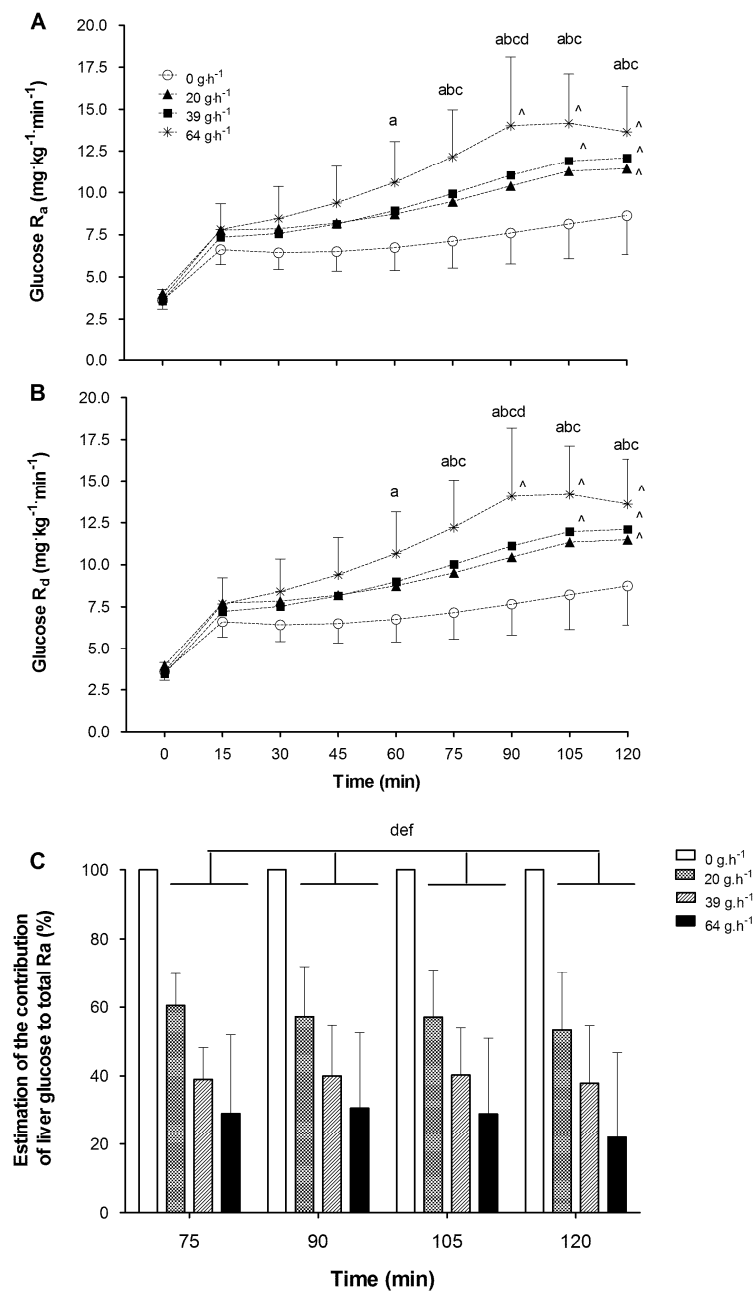 A
Glucose Ra (mg·kg-1·min-1)
20.0
17.5
15.0
12.5
10.0
7.5
5.0
2.5
0.0
0 g·h-1
20 g·h-1
39 g·h-1
64 g·h-1
a
abc
abcd
abc
abc
^
^
^
^
^
^
B
Glucose Rd (mg·kg-1·min-1)
20.0
17.5
15.0
12.5
10.0
7.5
5.0
2.5
0.0
a
abc
abcd
abc
abc
^
^
^
^
^
^
0 15 30 45 60 75 90 105 120
Time (min)
C
def
Estimation of the contribution
of liver glucose to total Ra (%)
100
80
60
40
20
0
0 g.h-1
20 g.h-1
39 g.h-1
64 g.h-1
75 90 105 120
Time (min)